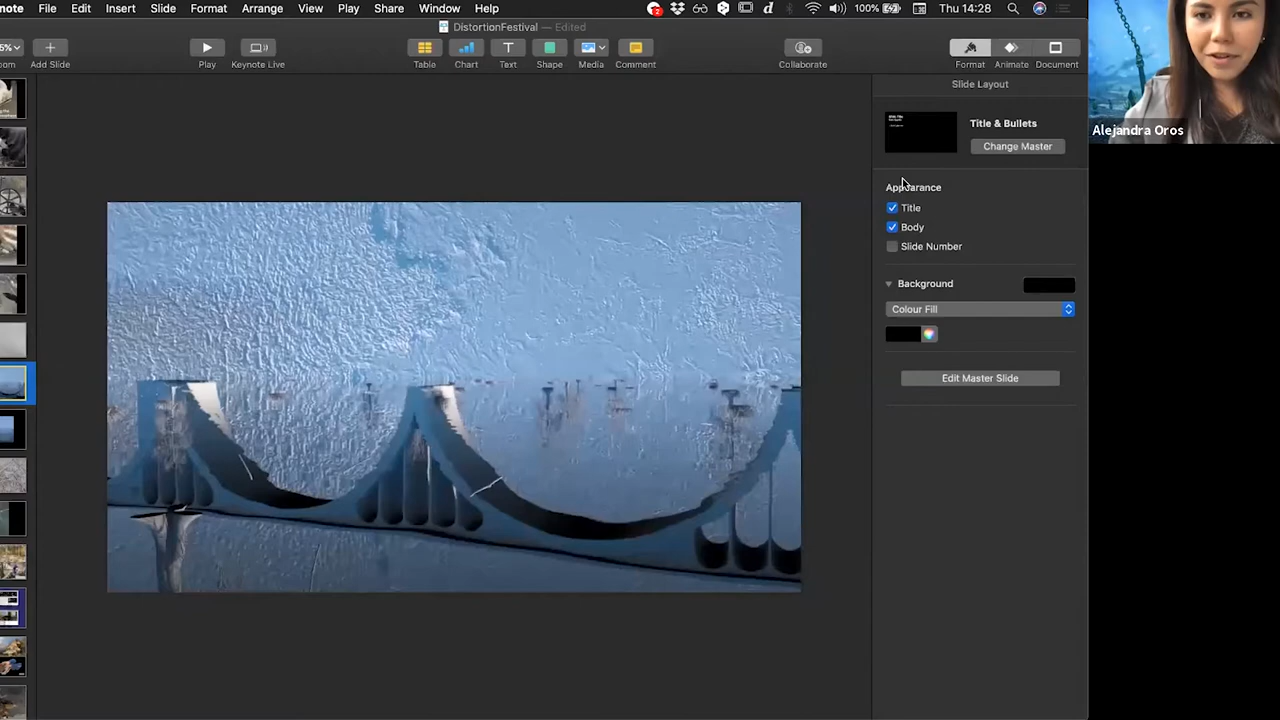 File Edit Insert Slide Format Arrange View Play Share Window Help 100% Thu 14:28
DistortionFestival — Edited
Add Slide Play Keynote Live Table Chart Text Shape Media Comment Collaborate Format Animate Document
Slide Layout
Title & Bullets
Change Master
Appearance
Title
Body
Slide Number
Background
Colour Fill
Edit Master Slide
Alejandra Oros